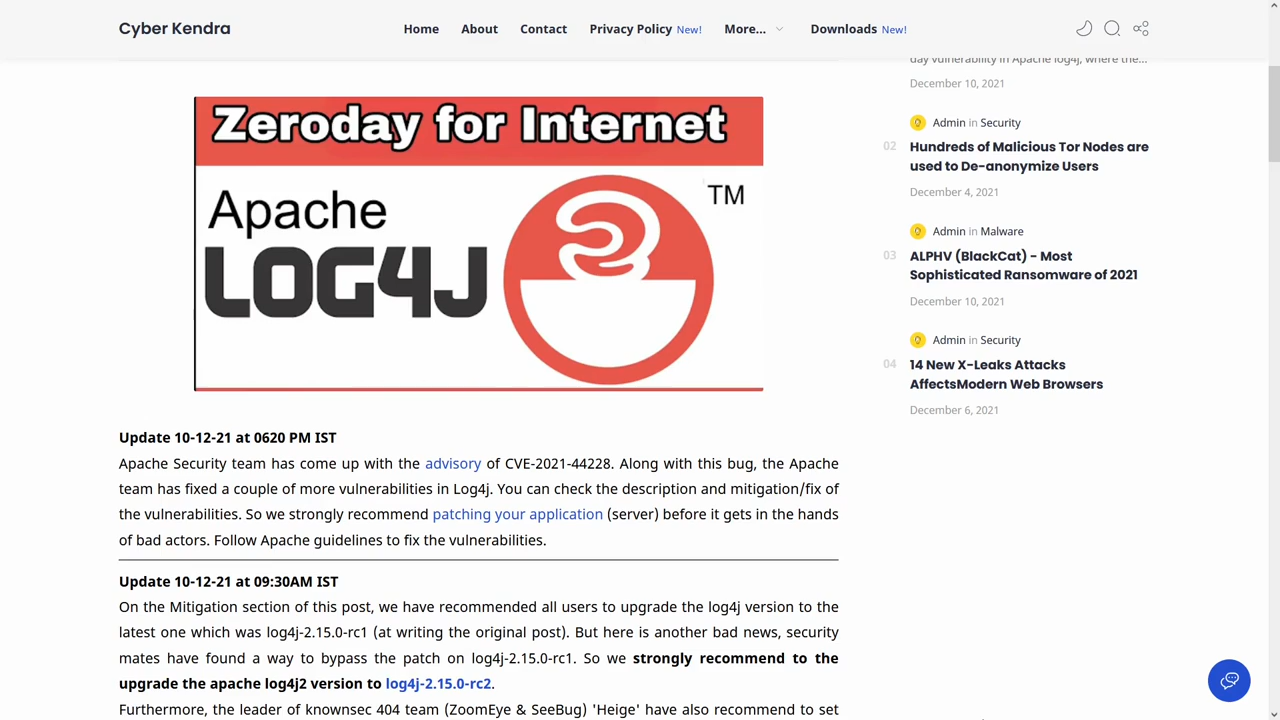 Cyber Kendra
Home About Contact Privacy Policy New! More... Downloads New!
Zeroday for Internet
Apache
LOG4J
TM
Update 10-12-21 at 0620 PM IST
Apache Security team has come up with the advisory of CVE-2021-44228. Along with this bug, the Apache
team has fixed a couple of more vulnerabilities in Log4j. You can check the description and mitigation/fix of
the vulnerabilities. So we strongly recommend patching your application (server) before it gets in the hands
of bad actors. Follow Apache guidelines to fix the vulnerabilities.
Update 10-12-21 at 09:30AM IST
On the Mitigation section of this post, we have recommended all users to upgrade the log4j version to the
latest one which was log4j-2.15.0-rc1 (at writing the original post). But here is another bad news, security
mates have found a way to bypass the patch on log4j-2.15.0-rc1. So we strongly recommend to the
upgrade the apache log4j2 version to log4j-2.15.0-rc2.
Furthermore, the leader of knownsec 404 team (ZoomEye & SeeBug) 'Heige' have also recommend to set
day vulnerability in Apache log4j, where the...
December 10, 2021
Admin in Security
02 Hundreds of Malicious Tor Nodes are
used to De-anonymize Users
December 4, 2021
Admin in Malware
03 ALPHV (BlackCat) - Most
Sophisticated Ransomware of 2021
December 10, 2021
Admin in Security
04 14 New X-Leaks Attacks
AffectsModern Web Browsers
December 6, 2021